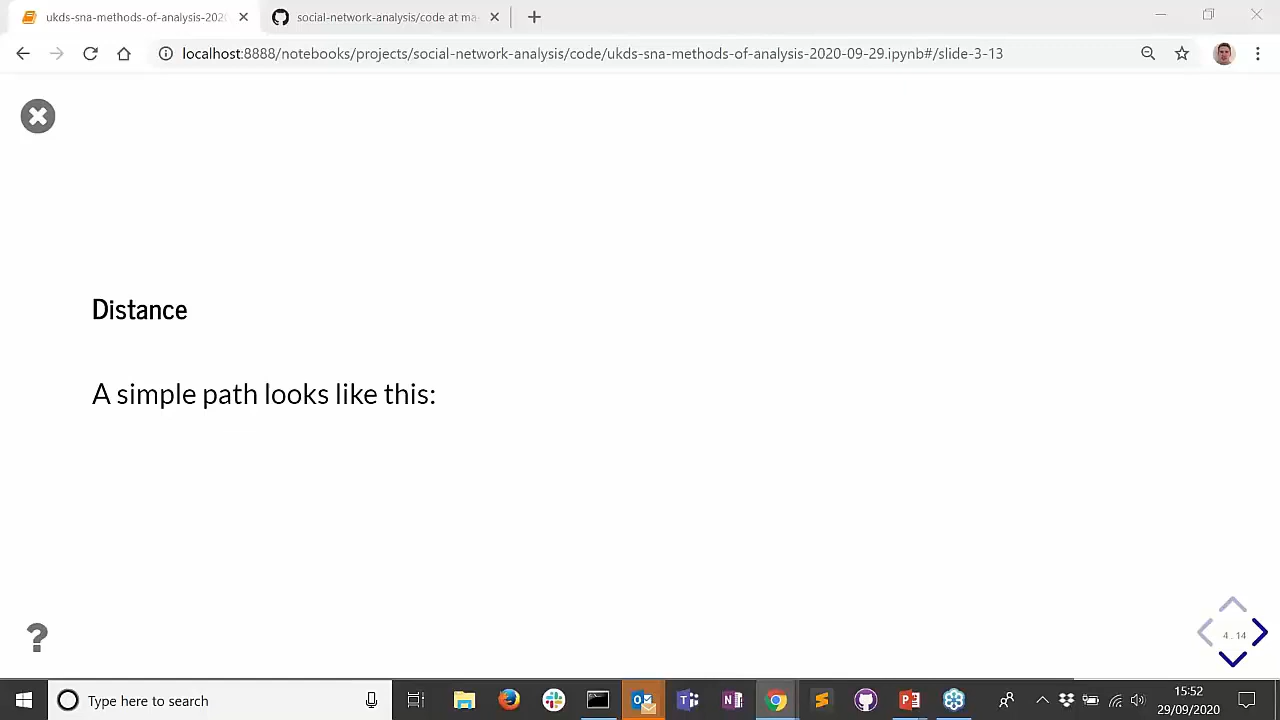 ukds-sna-methods-of-analysis-202
social-network-analysis/code at ma
localhost:8888/notebooks/projects/social-network-analysis/code/ukds-sna-methods-of-analysis-2020-09-29.ipynb#/slide-3-13
Distance
A simple path looks like this:
?
4 . 14
Type here to search
15:52
29/09/2020